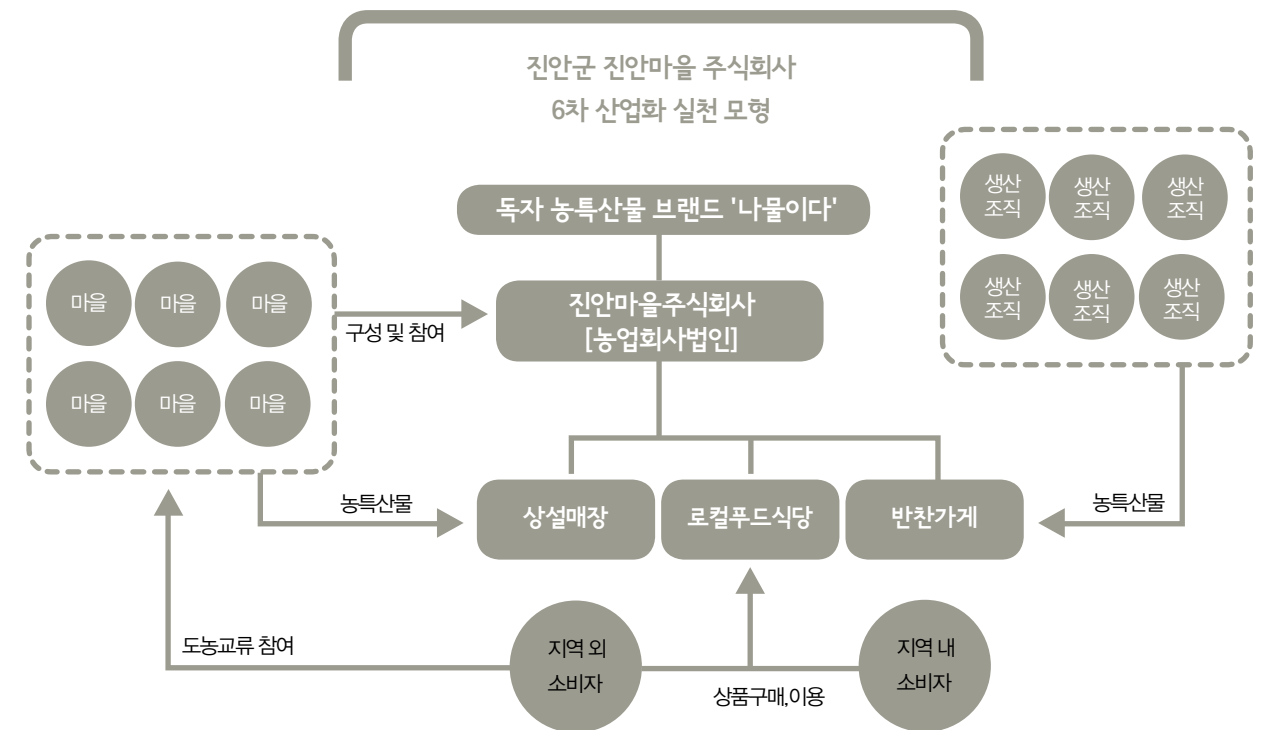 진안군 진안마을 주식회사
6차 산업화 실천 모형
독자 농특산물 브랜드 '나물이다'
생산
조직
생산
조직
생산
조직
생산
조직
생산
조직
생산
조직
마을
마을
마을
마을
마을
마을
구성 및 참여
진안마을주식회사
[농업회사법인]
농특산물
상설매장
로컬푸드식당
반찬가게
농특산물
도농교류 참여
지역 외
소비자
상품구매,이용
지역 내
소비자